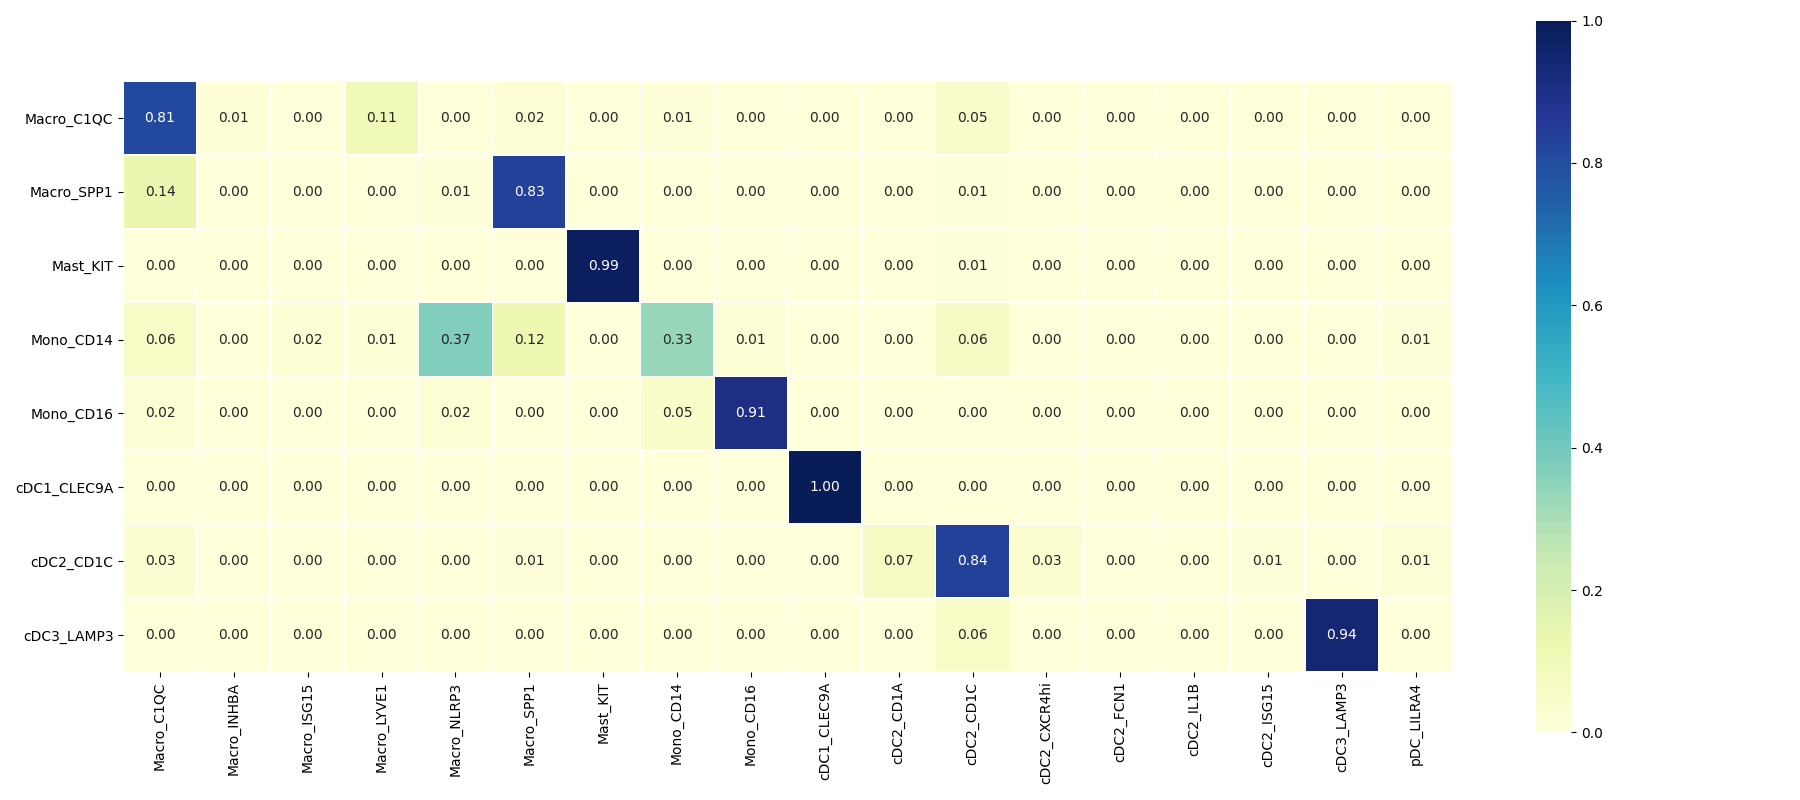 Macro_C1QC 0.81 0.01 0.00 0.11 0.00 0.02 0.00 0.01 0.00 0.00 0.00 0.05 0.00 0.00 0.00 0.00 0.00 0.00
Macro_SPP1 0.14 0.00 0.00 0.00 0.01 0.83 0.00 0.00 0.00 0.00 0.00 0.01 0.00 0.00 0.00 0.00 0.00 0.00
Mast_KIT 0.00 0.00 0.00 0.00 0.00 0.00 0.99 0.00 0.00 0.00 0.00 0.01 0.00 0.00 0.00 0.00 0.00 0.00
Mono_CD14 0.06 0.00 0.02 0.01 0.37 0.12 0.00 0.33 0.01 0.00 0.00 0.06 0.00 0.00 0.00 0.00 0.00 0.01
Mono_CD16 0.02 0.00 0.00 0.00 0.02 0.00 0.00 0.05 0.91 0.00 0.00 0.00 0.00 0.00 0.00 0.00 0.00 0.00
cDC1_CLEC9A 0.00 0.00 0.00 0.00 0.00 0.00 0.00 0.00 0.00 1.00 0.00 0.00 0.00 0.00 0.00 0.00 0.00 0.00
cDC2_CD1C 0.03 0.00 0.00 0.00 0.00 0.01 0.00 0.00 0.00 0.00 0.07 0.84 0.03 0.00 0.00 0.01 0.00 0.01
cDC3_LAMP3 0.00 0.00 0.00 0.00 0.00 0.00 0.00 0.00 0.00 0.00 0.00 0.06 0.00 0.00 0.00 0.00 0.94 0.00
Macro_C1QC
Macro_INHBA
Macro_ISG15
Macro_LYVE1
Macro_NLRP3
Macro_SPP1
Mast_KIT
Mono_CD14
Mono_CD16
cDC1_CLEC9A
cDC2_CD1A
cDC2_CD1C
cDC2_CXCR4hi
cDC2_FCN1
cDC2_IL1B
cDC2_ISG15
cDC3_LAMP3
pDC_LILRA4
1.0
0.8
0.6
0.4
0.2
0.0